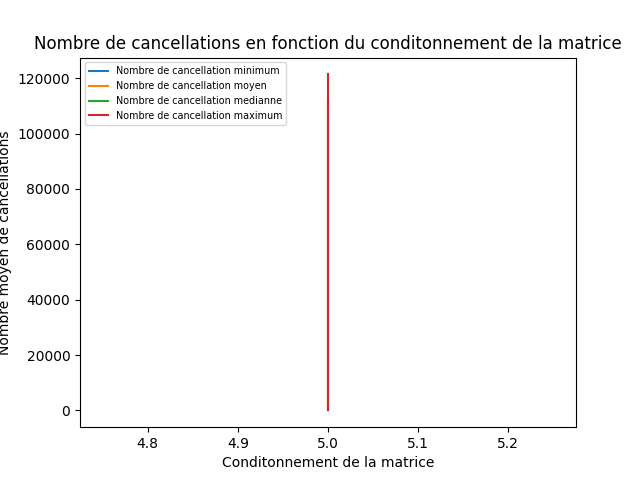 Nombre de cancellations en fonction du conditonnement de la matrice
Nombre de cancellation minimum
Nombre de cancellation moyen
Nombre de cancellation medianne
Nombre de cancellation maximum
Nombre moyen de cancellations
120000
100000
80000
60000
40000
20000
0
4.8 4.9 5.0 5.1 5.2
Conditonnement de la matrice